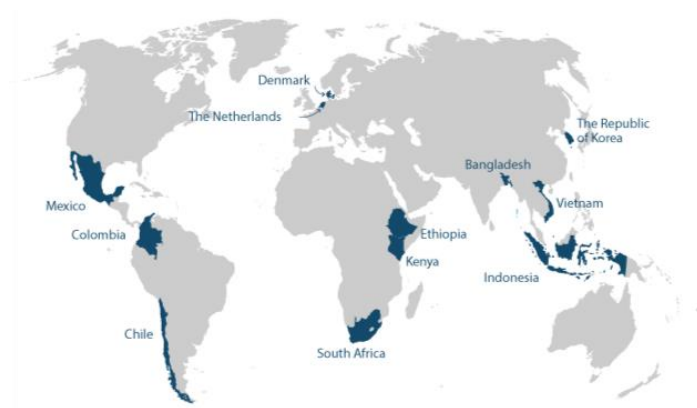 Denmark
The Netherlands
The Republic
of Korea
Bangladesh
Mexico
Vietnam
Colombia
Ethiopia
Kenya
Indonesia
Chile
South Africa